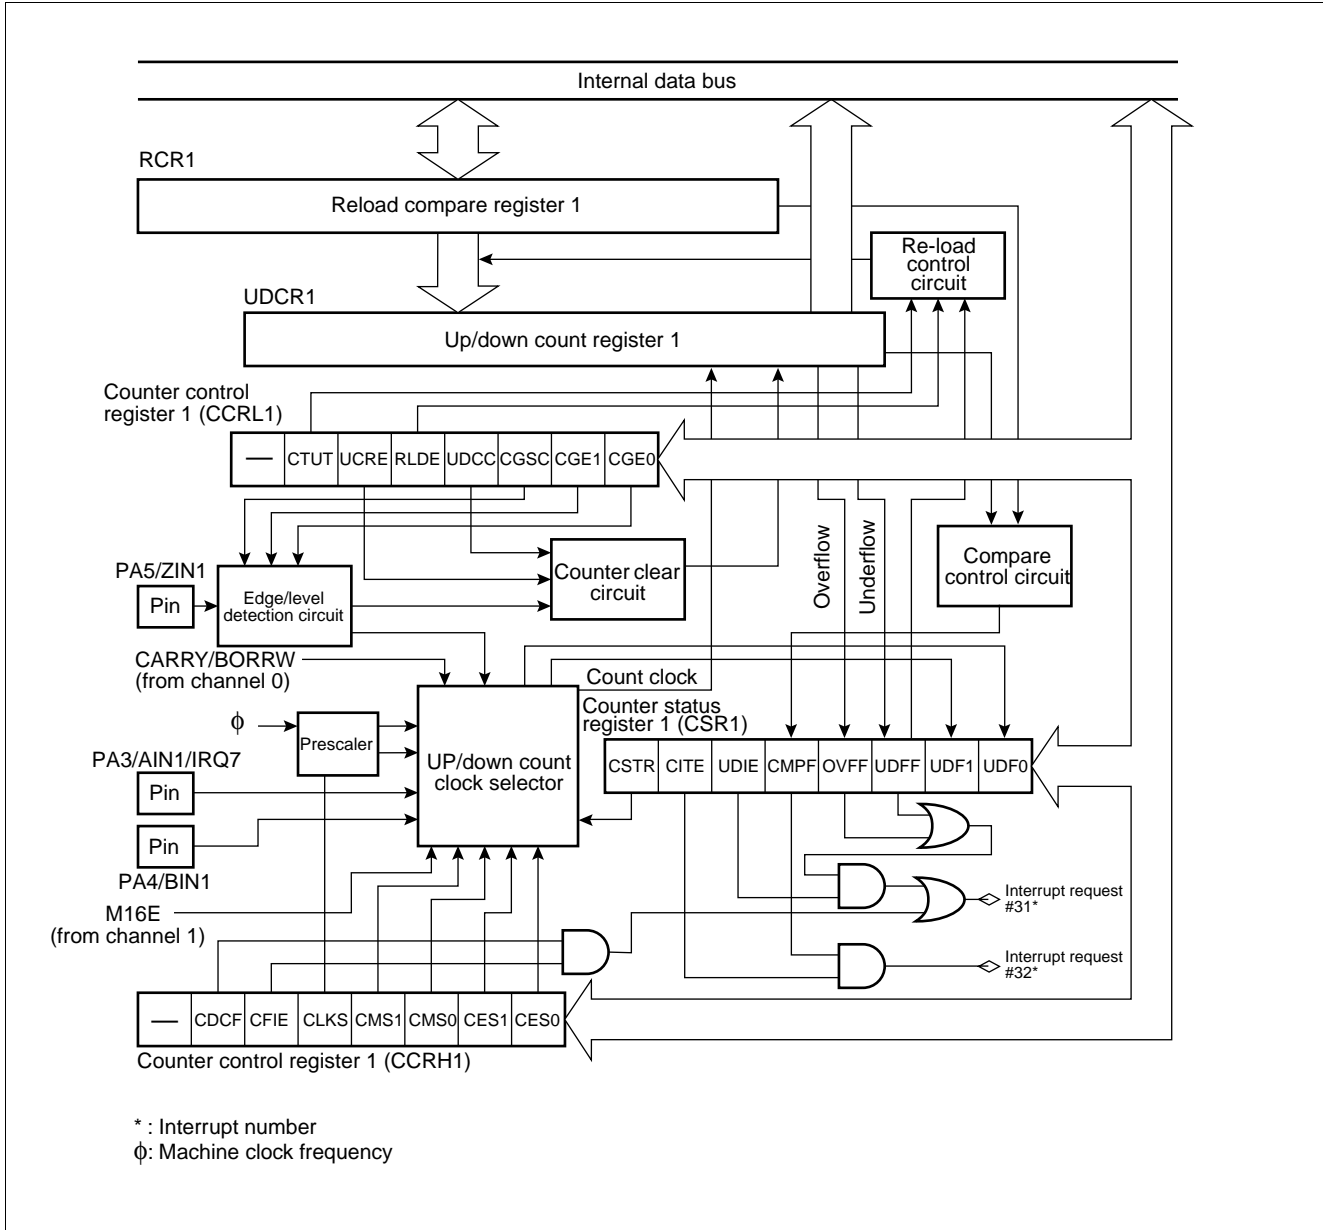 Internal data bus
RCR1
Reload compare register 1
Re-load
control
circuit
UDCR1
Up/down count register 1
Counter control
register 1 (CCRL1)
— CTUT UCRE RLDE UDCC CGSC CGE1 CGE0
Overflow
Underflow
Compare
control circuit
Counter clear
circuit
PA5/ZIN1
Pin
Edge/level
detection circuit
CARRY/BORRW
(from channel 0)
Count clock
Counter status
register 1 (CSR1)
ϕ
Prescaler
UP/down count
clock selector
CSTR CITE UDIE CMPF OVFF UDFF UDF1 UDF0
PA3/AIN1/IRQ7
Pin
Pin
PA4/BIN1
M16E
(from channel 1)
Interrupt request
#31*
Interrupt request
#32*
— CDCF CFIE CLKS CMS1 CMS0 CES1 CES0
Counter control register 1 (CCRH1)
* : Interrupt number
ϕ: Machine clock frequency